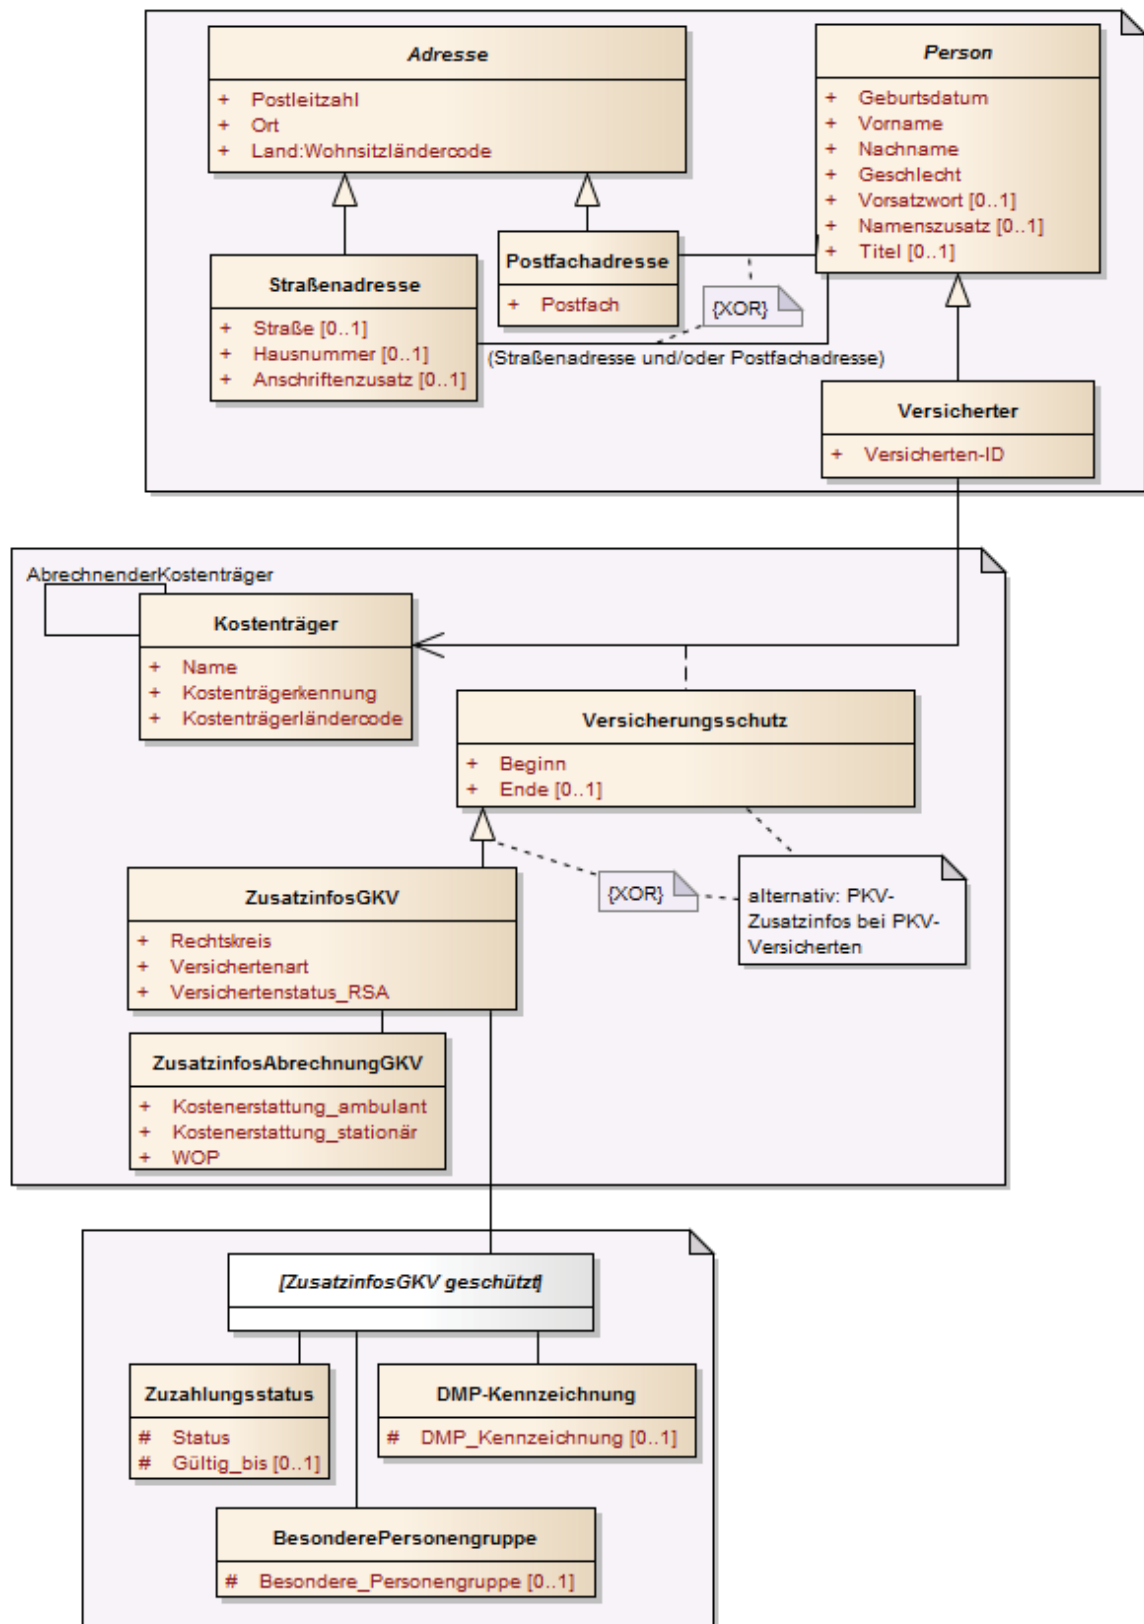 Adresse
+ Postleitzahl
+ Ort
+ Land:Wohnsitzländercode
Person
+ Geburtsdatum
+ Vorname
+ Nachname
+ Geschlecht
+ Vorsatzwort [0..1]
+ Namenszusatz [0..1]
+ Titel [0..1]
Straßenadresse
+ Straße [0..1]
+ Hausnummer [0..1]
+ Anschriftenzusatz [0..1]
Postfachadresse
+ Postfach
{XOR}
(Straßenadresse und/oder Postfachadresse)
Versicherter
+ Versicherten-ID
AbrechnenderKostenträger
Kostenträger
+ Name
+ Kostenträgerkennung
+ Kostenträgerländercode
Versicherungsschutz
+ Beginn
+ Ende [0..1]
ZusatzinfosGKV
+ Rechtskreis
+ Versichertenart
+ Versichertenstatus_RSA
{XOR}
alternativ: PKV-
Zusatzinfos bei PKV-
Versicherten
ZusatzinfosAbrechnungGKV
+ Kostenerstattung_ambulant
+ Kostenerstattung_stationär
+ WOP
[ZusatzinfosGKV geschützt]
Zuzahlungsstatus
# Status
# Gültig_bis [0..1]
DMP-Kennzeichnung
# DMP_Kennzeichnung [0..1]
BesonderePersonengruppe
# Besondere_Personengruppe [0..1]